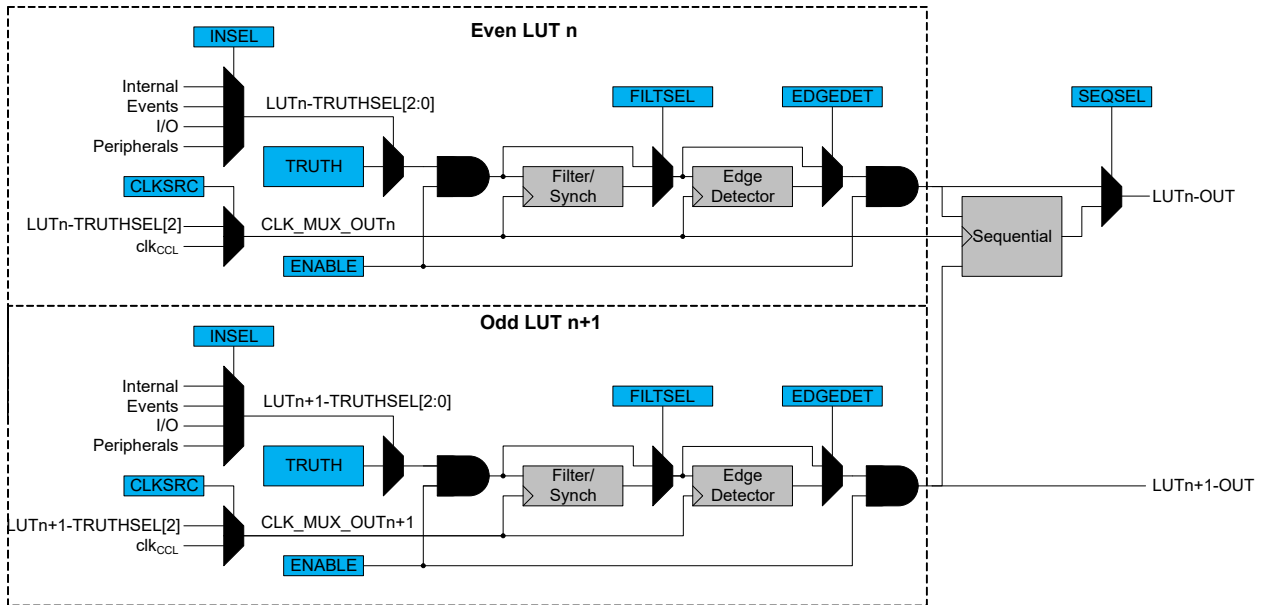 Even LUT n
INSEL
Internal
Events
I/O
Peripherals
LUTn-TRUTHSEL[2:0]
FILTSEL
EDGEDET
SEQSEL
TRUTH
Filter/
Synch
Edge
Detector
CLKSRC
LUTn-TRUTHSEL[2]
clkCCL
CLK_MUX_OUTn
ENABLE
Sequential
LUTn-OUT
Odd LUT n+1
INSEL
Internal
Events
I/O
Peripherals
LUTn+1-TRUTHSEL[2:0]
FILTSEL
EDGEDET
TRUTH
Filter/
Synch
Edge
Detector
CLKSRC
LUTn+1-TRUTHSEL[2]
clkCCL
CLK_MUX_OUTn+1
ENABLE
LUTn+1-OUT